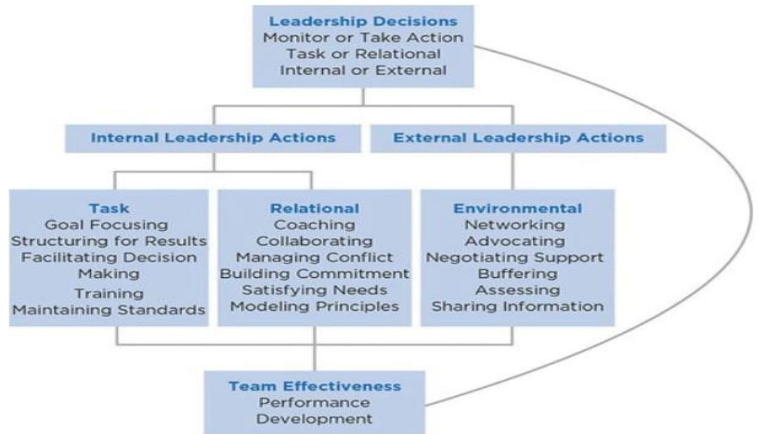 Leadership Decisions
Monitor or Take Action
Task or Relational
Internal or External
Internal Leadership Actions
External Leadership Actions
Task
Goal Focusing
Structuring for Results
Facilitating Decision
Making
Training
Maintaining Standards
Relational
Coaching
Collaborating
Managing Conflict
Building Commitment
Satisfying Needs
Modeling Principles
Environmental
Networking
Advocating
Negotiating Support
Buffering
Assessing
Sharing Information
Team Effectiveness
Performance
Development